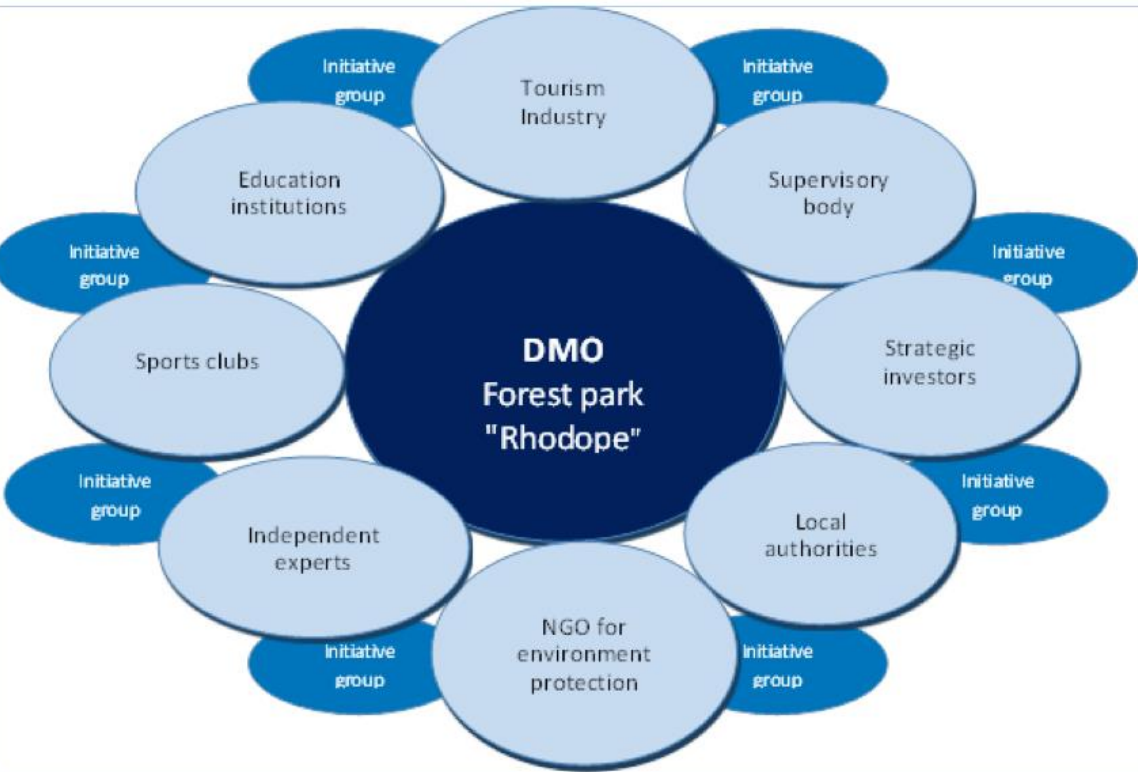 Initiative
group
Tourism
Industry
Initiative
group
Education
institutions
Supervisory
body
Initiative
group
Initiative
group
Sports clubs
DMO
Forest park
"Rhodope"
Strategic
investors
Initiative
group
Initiative
group
Independent
experts
Local
authorities
NGO for
environment
protection
Initiative
group
Initiative
group